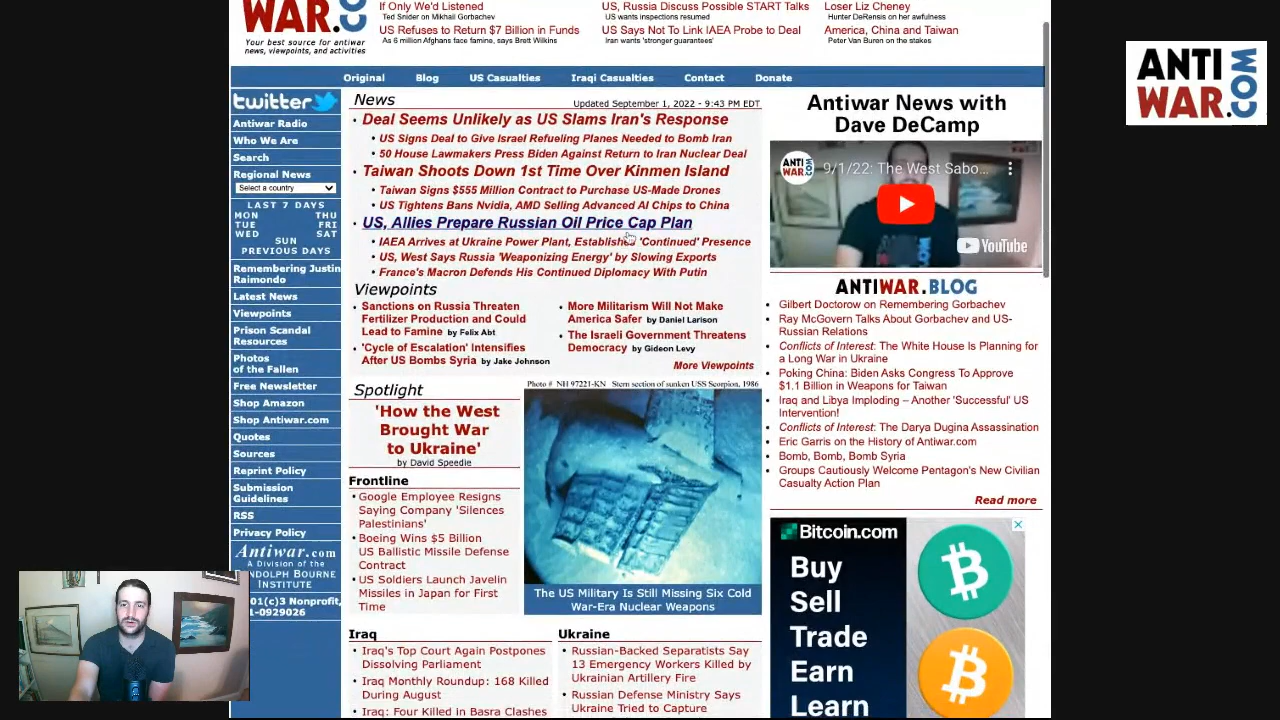 WAR.CO
Your best source for antiwar
news, viewpoints, and activities
If Only We'd Listened
Ted Snider on Mikhail Gorbachev
US Refuses to Return $7 Billion in Funds
As 6 million Afghans face famine, says Brett Wilkins
US, Russia Discuss Possible START Talks
US wants inspections resumed
US Says Not To Link IAEA Probe to Deal
Iran wants 'stronger guarantees'
Loser Liz Cheney
Hunter DeRensis on her awfulness
America, China and Taiwan
Peter Van Buren on the stakes
ANTI
WAR.COM
Original
Blog
US Casualties
Iraqi Casualties
Contact
Donate
twitter
Antiwar Radio
Who We Are
Search
Regional News
Select a country
LAST 7 DAYS
MON THU
TUE FRI
WED SAT
SUN
PREVIOUS DAYS
Remembering Justin
Raimondo
Latest News
Viewpoints
Prison Scandal
Resources
Photos
of the Fallen
Free Newsletter
Shop Amazon
Shop Antiwar.com
Quotes
Sources
Reprint Policy
Submission
Guidelines
RSS
Privacy Policy
Antiwar.com
A Division of the
NDOLPH BOURNE
INSTITUTE
01(c)3 Nonprofit,
1-0929026
News
Updated September 1, 2022 - 9:43 PM EDT
• Deal Seems Unlikely as US Slams Iran's Response
• US Signs Deal to Give Israel Refueling Planes Needed to Bomb Iran
• 50 House Lawmakers Press Biden Against Return to Iran Nuclear Deal
• Taiwan Shoots Down 1st Time Over Kinmen Island
• Taiwan Signs $555 Million Contract to Purchase US-Made Drones
• US Tightens Bans Nvidia, AMD Selling Advanced AI Chips to China
• US, Allies Prepare Russian Oil Price Cap Plan
• IAEA Arrives at Ukraine Power Plant, Establishes 'Continued' Presence
• US, West Says Russia 'Weaponizing Energy' by Slowing Exports
• France's Macron Defends His Continued Diplomacy With Putin
Viewpoints
• Sanctions on Russia Threaten
Fertilizer Production and Could
Lead to Famine by Felix Abt
• 'Cycle of Escalation' Intensifies
After US Bombs Syria by Jake Johnson
• More Militarism Will Not Make
America Safer by Daniel Larison
• The Israeli Government Threatens
Democracy by Gideon Levy
More Viewpoints
Spotlight
'How the West
Brought War
to Ukraine'
by David Speedie
Photo # NH 97221-KN Stern section of sunken USS Scorpion, 1986
The US Military Is Still Missing Six Cold
War-Era Nuclear Weapons
Frontline
• Google Employee Resigns
Saying Company 'Silences
Palestinians'
• Boeing Wins $5 Billion
US Ballistic Missile Defense
Contract
• US Soldiers Launch Javelin
Missiles in Japan for First
Time
Iraq
• Iraq's Top Court Again Postpones
Dissolving Parliament
• Iraq Monthly Roundup: 168 Killed
During August
• Iraq: Four Killed in Basra Clashes
Ukraine
• Russian-Backed Separatists Say
13 Emergency Workers Killed by
Ukrainian Artillery Fire
• Russian Defense Ministry Says
Ukraine Tried to Capture
Antiwar News with
Dave DeCamp
ANTI
WAR.COM
9/1/22: The West Sabo...
YouTube
ANTIWAR.BLOG
• Gilbert Doctorow on Remembering Gorbachev
• Ray McGovern Talks About Gorbachev and US-
Russian Relations
• Conflicts of Interest: The White House Is Planning for
a Long War in Ukraine
• Poking China: Biden Asks Congress To Approve
$1.1 Billion in Weapons for Taiwan
• Iraq and Libya Imploding – Another 'Successful' US
Intervention!
• Conflicts of Interest: The Darya Dugina Assassination
• Eric Garris on the History of Antiwar.com
• Bomb, Bomb, Bomb Syria
• Groups Cautiously Welcome Pentagon's New Civilian
Casualty Action Plan
Read more
Bitcoin.com
Buy
Sell
Trade
Earn
Learn